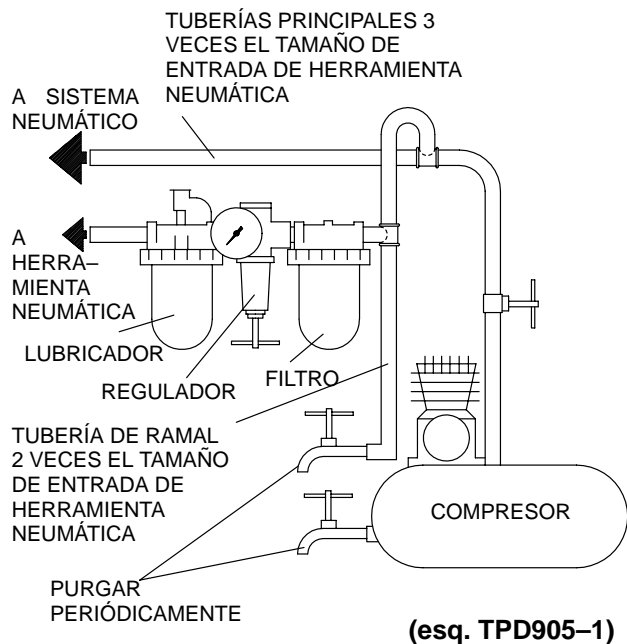 TUBERÍAS PRINCIPALES 3
VECES EL TAMAÑO DE
ENTRADA DE HERRAMIENTA
NEUMÁTICA
A SISTEMA
NEUMÁTICO
A
HERRA–
MIENTA
NEUMÁTICA
LUBRICADOR
REGULADOR
FILTRO
TUBERÍA DE RAMAL
2 VECES EL TAMAÑO
DE ENTRADA DE
HERRAMIENTA
NEUMÁTICA
COMPRESOR
PURGAR
PERIÓDICAMENTE
(esq. TPD905–1)